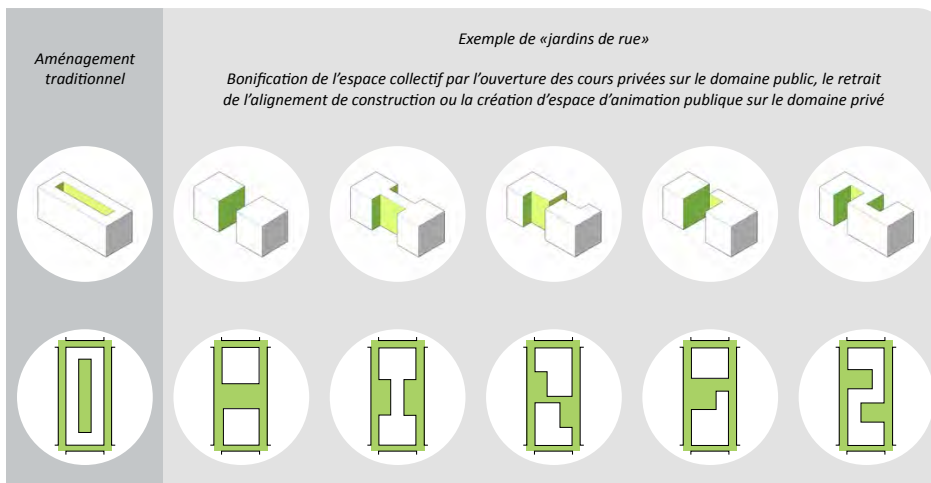 Aménagement
traditionnel
Exemple de «jardins de rue»
Bonification de l'espace collectif par l'ouverture des cours privées sur le domaine public, le retrait
de l'alignement de construction ou la création d'espace d'animation publique sur le domaine privé